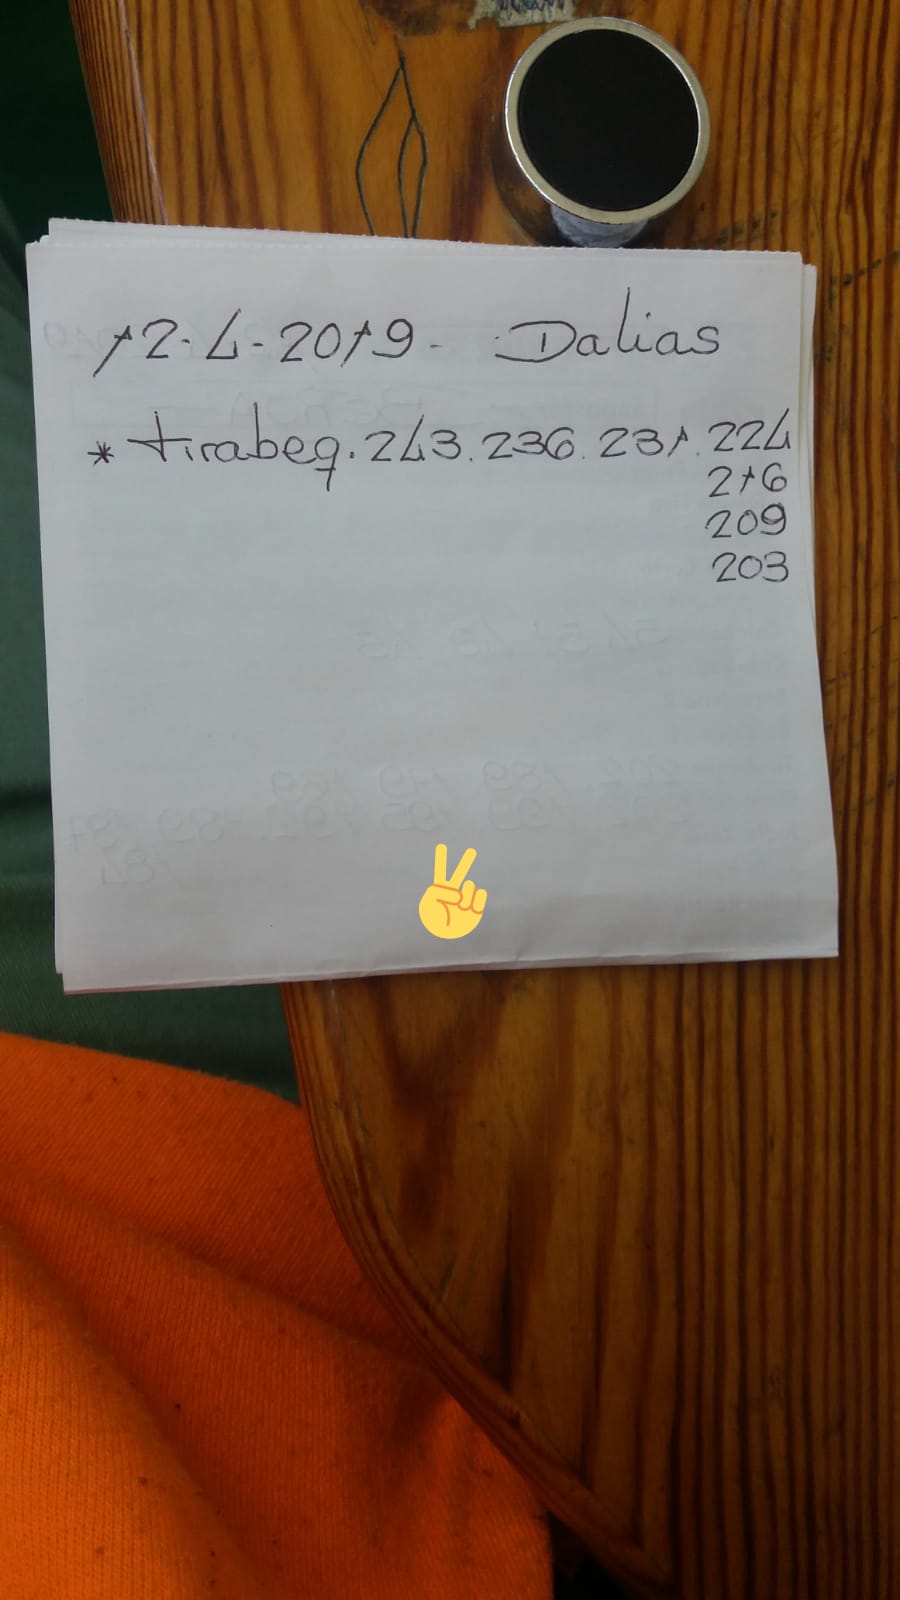 12-4-2019- Dalias
* tirabeq. 243. 236. 231. 224
216
209
203